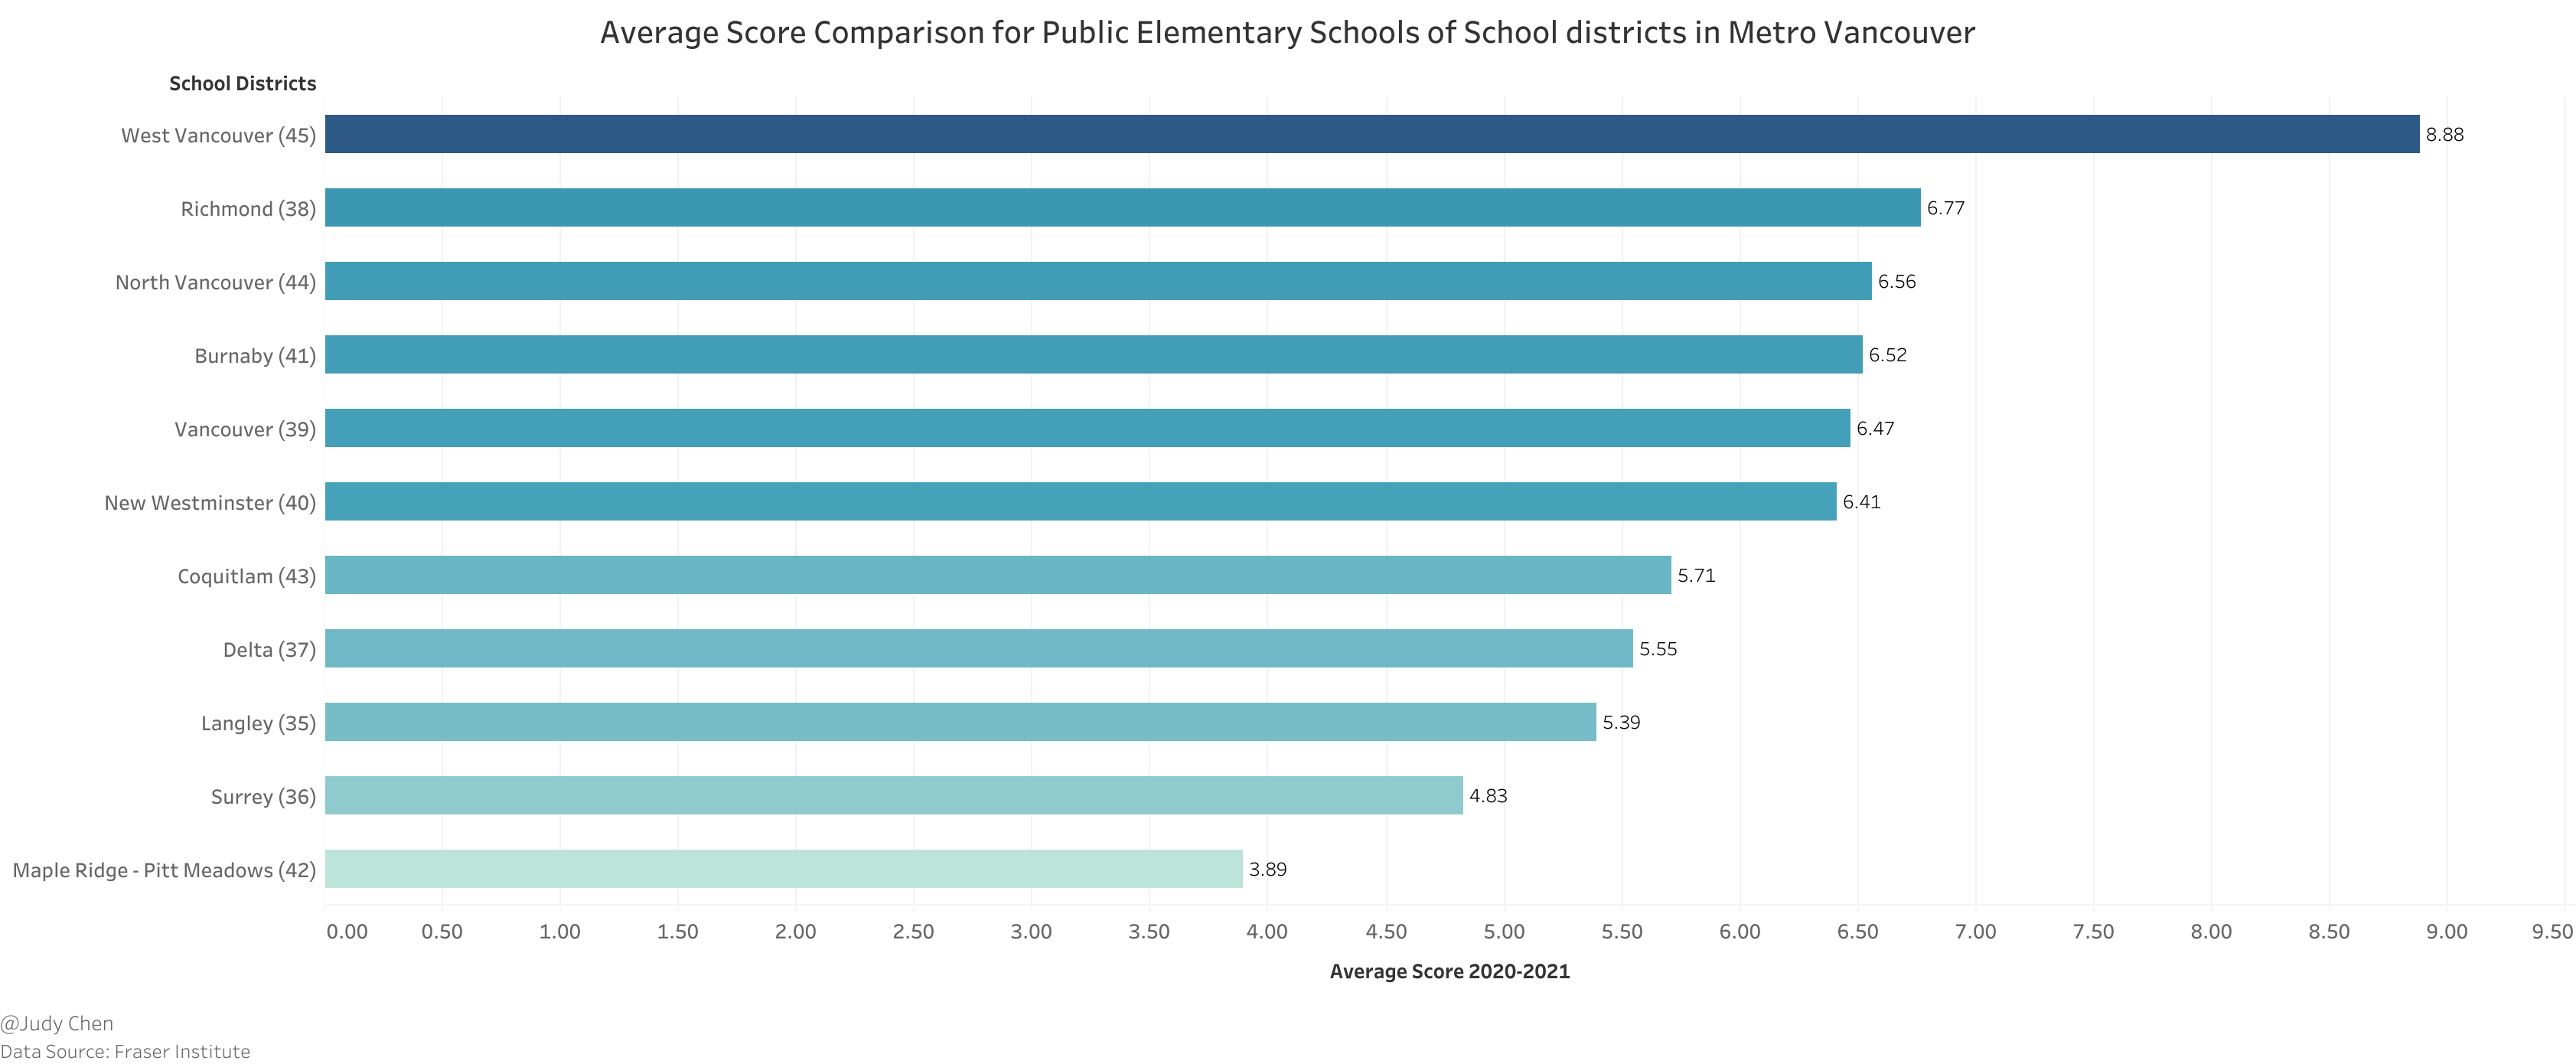 Average Score Comparison for Public Elementary Schools of School districts in Metro Vancouver
School Districts
West Vancouver (45) 8.88
Richmond (38) 6.77
North Vancouver (44) 6.56
Burnaby (41) 6.52
Vancouver (39) 6.47
New Westminster (40) 6.41
Coquitlam (43) 5.71
Delta (37) 5.55
Langley (35) 5.39
Surrey (36) 4.83
Maple Ridge - Pitt Meadows (42) 3.89
0.00 0.50 1.00 1.50 2.00 2.50 3.00 3.50 4.00 4.50 5.00 5.50 6.00 6.50 7.00 7.50 8.00 8.50 9.00 9.50
Average Score 2020-2021
@Judy Chen
Data Source: Fraser Institute